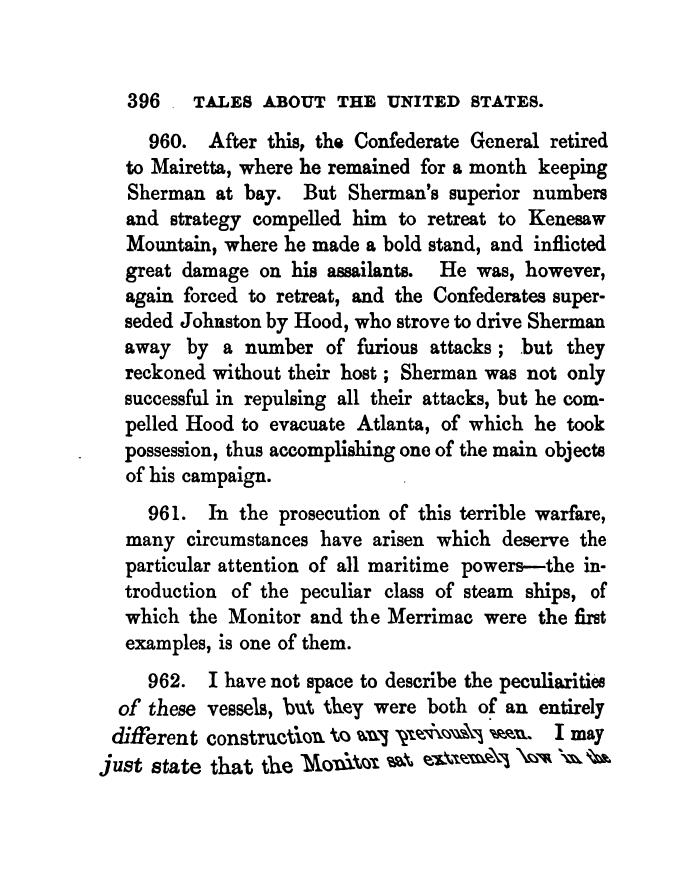 396 TALES ABOUT THE UNITED STATES.
960. After this, the Confederate General retired
to Mairetta, where he remained for a month keeping
Sherman at bay. But Sherman's superior numbers
and strategy compelled him to retreat to Kenesaw
Mountain, where he made a bold stand, and inflicted
great damage on his assailants. He was, however,
again forced to retreat, and the Confederates super-
seded Johnston by Hood, who strove to drive Sherman
away by a number of furious attacks ; but they
reckoned without their host ; Sherman was not only
successful in repulsing all their attacks, but he com-
pelled Hood to evacuate Atlanta, of which he took
possession, thus accomplishing one of the main objects
of his campaign.
961. In the prosecution of this terrible warfare,
many circumstances have arisen which deserve the
particular attention of all maritime powers—the in-
troduction of the peculiar class of steam ships, of
which the Monitor and the Merrimac were the first
examples, is one of them.
962. I have not space to describe the peculiarities
of these vessels, but they were both of an entirely
different construction to any previously seen. I may
just state that the Monitor sat extremely low in the